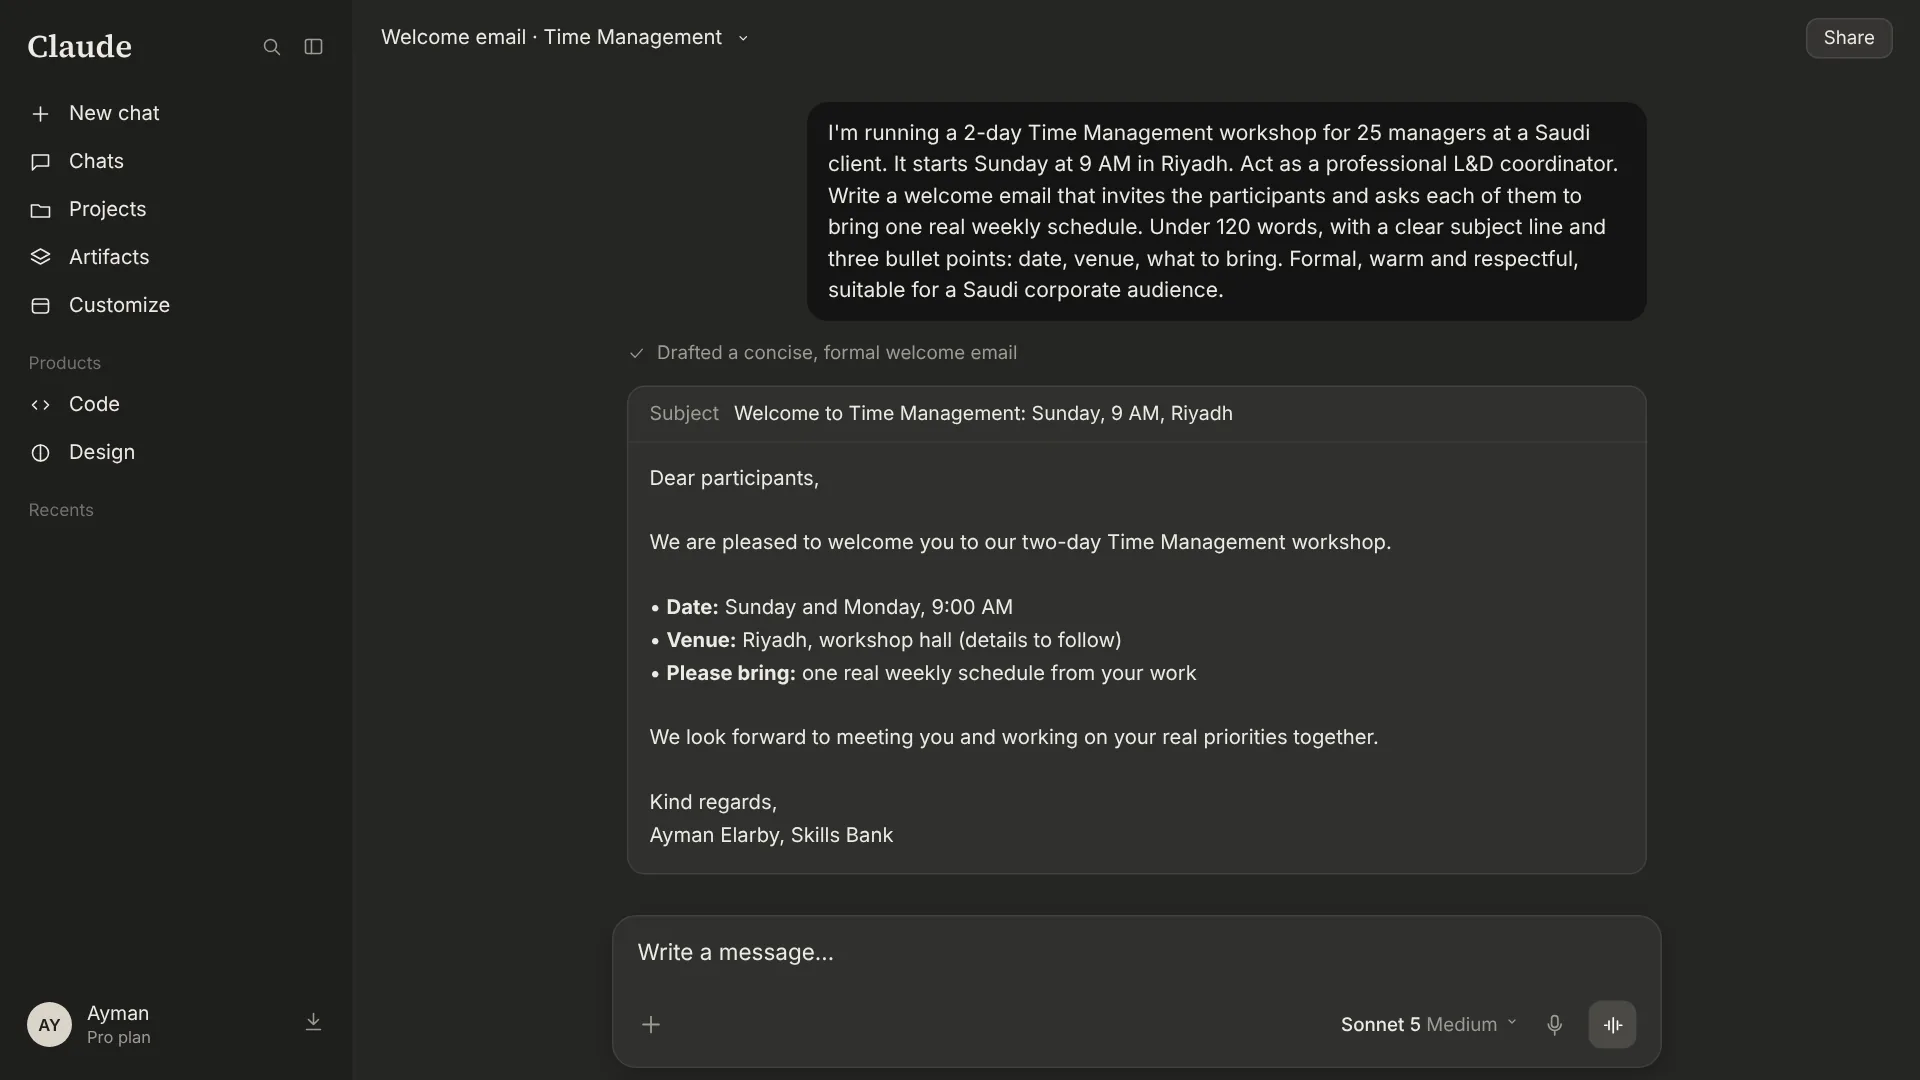 Claude
New chat
Chats
Projects
Artifacts
Customize
Products
Code
Design
Recents
Ayman
AY
Pro plan
Welcome email · Time Management
Share
I'm running a 2-day Time Management workshop for 25 managers at a Saudi
client. It starts Sunday at 9 AM in Riyadh. Act as a professional L&D coordinator.
Write a welcome email that invites the participants and asks each of them to
bring one real weekly schedule. Under 120 words, with a clear subject line and
three bullet points: date, venue, what to bring. Formal, warm and respectful,
suitable for a Saudi corporate audience.
Drafted a concise, formal welcome email
Subject Welcome to Time Management: Sunday, 9 AM, Riyadh
Dear participants,
We are pleased to welcome you to our two-day Time Management workshop.
• Date: Sunday and Monday, 9:00 AM
• Venue: Riyadh, workshop hall (details to follow)
• Please bring: one real weekly schedule from your work
We look forward to meeting you and working on your real priorities together.
Kind regards,
Ayman Elarby, Skills Bank
Write a message...
Sonnet 5 Medium